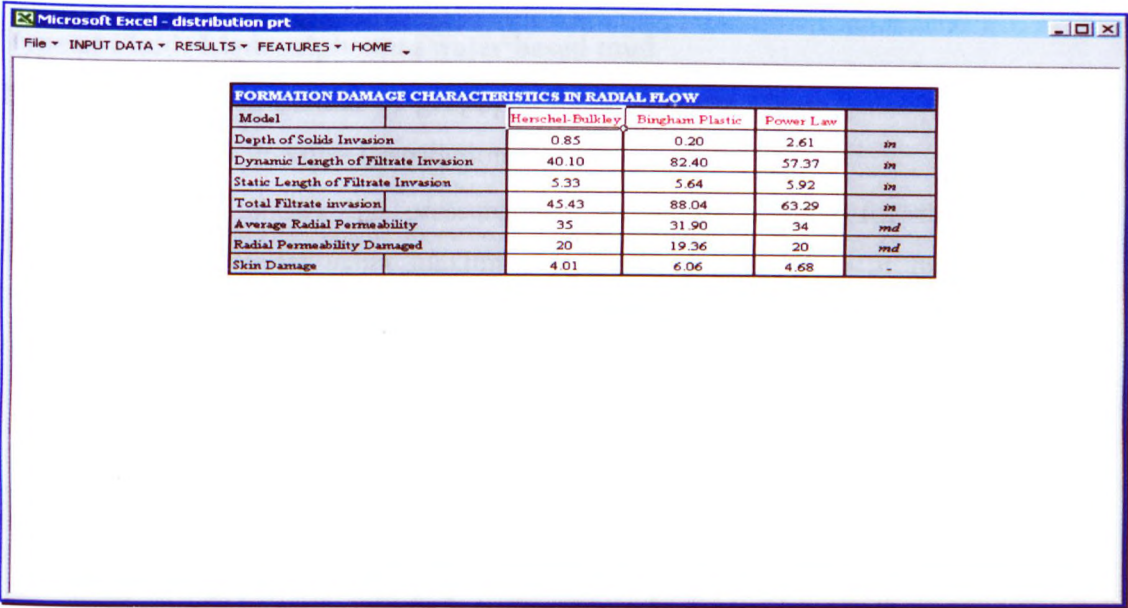 Microsoft Excel - distribution prt
File INPUT DATA RESULTS FEATURES HOME
FORMATION DAMAGE CHARACTERISTICS IN RADIAL FLOW
Model Herschel-Bulkley Bingham Plastic Power Law
Depth of Solids Invasion 0.85 0.20 2.61 in
Dynamic Length of Filtrate Invasion 40.10 82.40 57.37 in
Static Length of Filtrate Invasion 5.33 5.64 5.92 in
Total Filtrate invasion 45.43 88.04 63.29 in
Average Radial Permeability 35 31.90 34 md
Radial Permeability Damaged 20 19.36 20 md
Skin Damage 4.01 6.06 4.68 -